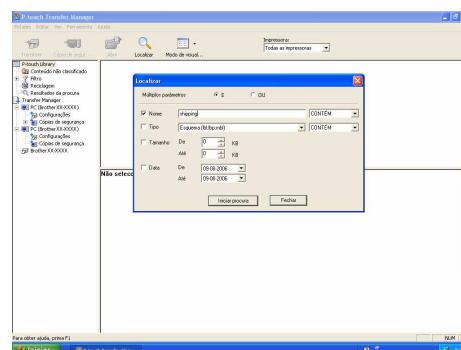 P-touch Transfer Manager
Ficheiro Editar Ver Ferramenta Ajuda
Transferir Cópia de segur... Abrir Localizar Modo de visual...
Impressora:
Todas as impressoras
P-touch Library
Conteúdo não classificado
Filtro
Reciclagem
Resultados da procura
Transfer Manager
PC (Brother XX-XXXX)
Configurações
Cópias de segurança
PC (Brother XX-XXXX)
Configurações
Cópias de segurança
Brother XX-XXXX
Não selecc
Localizar
Múltiplos parâmetros E OU
Nome shipping CONTÉM
Tipo Esquema (lbl.lbp.mbl) CONTÉM
Tamanho De 0 KB
Até 0 KB
Data De 09-08-2006
Até 09-08-2006
Iniciar procura Fechar
Para obter ajuda, prima F1 NUM